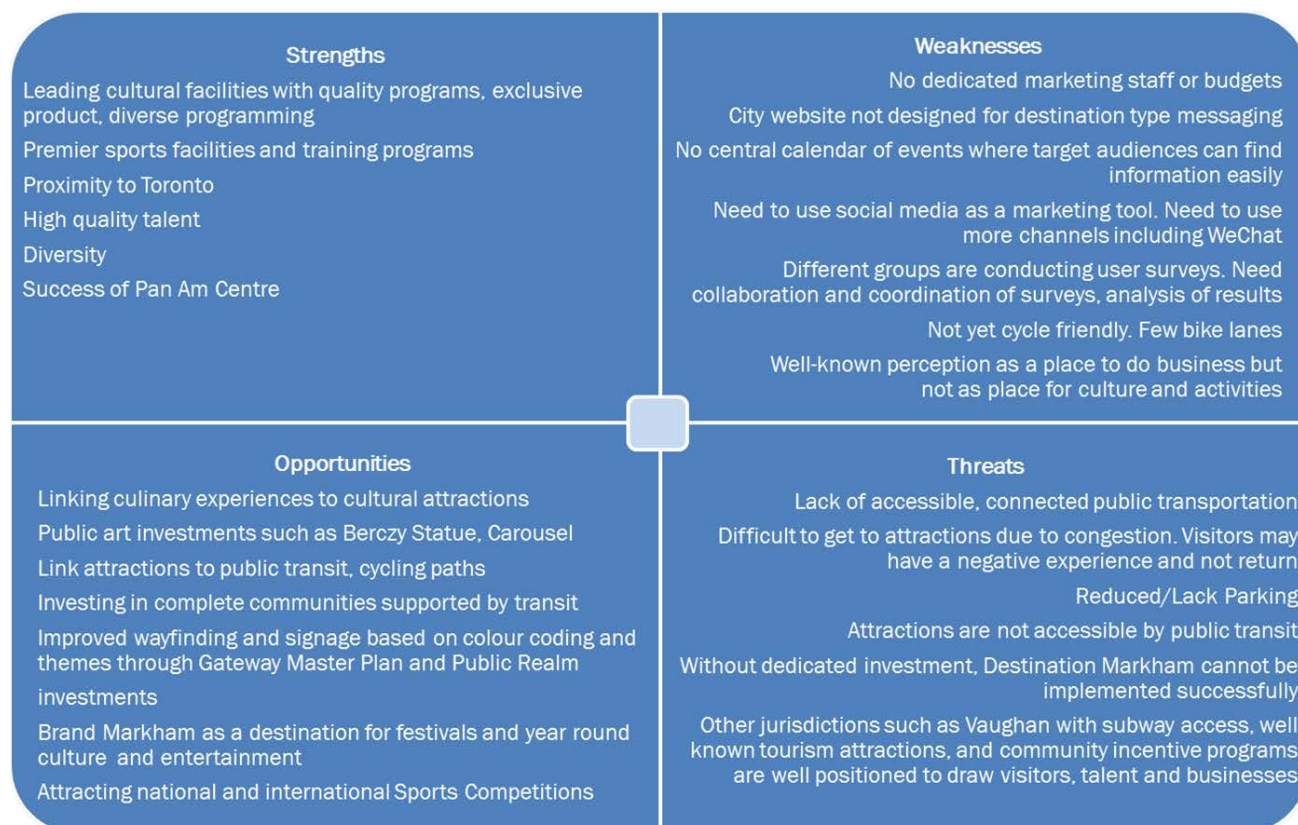 Strengths
Leading cultural facilities with quality programs, exclusive
product, diverse programming
Premier sports facilities and training programs
Proximity to Toronto
High quality talent
Diversity
Success of Pan Am Centre
Weaknesses
No dedicated marketing staff or budgets
City website not designed for destination type messaging
No central calendar of events where target audiences can find
information easily
Need to use social media as a marketing tool. Need to use
more channels including WeChat
Different groups are conducting user surveys. Need
collaboration and coordination of surveys, analysis of results
Not yet cycle friendly. Few bike lanes
Well-known perception as a place to do business but
not as place for culture and activities
Opportunities
Linking culinary experiences to cultural attractions
Public art investments such as Berczy Statue, Carousel
Link attractions to public transit, cycling paths
Investing in complete communities supported by transit
Improved wayfinding and signage based on colour coding and
themes through Gateway Master Plan and Public Realm
investments
Brand Markham as a destination for festivals and year round
culture and entertainment
Attracting national and international Sports Competitions
Threats
Lack of accessible, connected public transportation
Difficult to get to attractions due to congestion. Visitors may
have a negative experience and not return
Reduced/Lack Parking
Attractions are not accessible by public transit
Without dedicated investment, Destination Markham cannot be
implemented successfully
Other jurisdictions such as Vaughan with subway access, well
known tourism attractions, and community incentive programs
are well positioned to draw visitors, talent and businesses